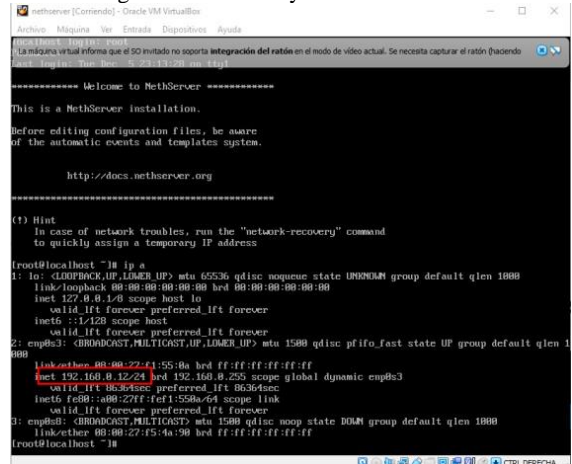 nethserver [Corriendo] - Oracle VM VirtualBox
Archivo Máquina Ver Entrada Dispositivos Ayuda
localhost login: root
La máquina virtual informa que el SO invitado no soporta integración del ratón en el modo de vídeo actual. Se necesita capturar el ratón (haciendo
Last login: Tue Dec 5 23:13:28 on tty1
************ Welcome to NethServer ************
This is a NethServer installation.
Before editing configuration files, be aware
of the automatic events and templates system.
http://docs.nethserver.org
************************************************
(!) Hint
In case of network troubles, run the "network-recovery" command
to quickly assign a temporary IP address
[root@localhost ~]# ip a
1: lo: <LOOPBACK,UP,LOWER_UP> mtu 65536 qdisc noqueue state UNKNOWN group default qlen 1000
link/loopback 00:00:00:00:00:00 brd 00:00:00:00:00:00
inet 127.0.0.1/8 scope host lo
valid_lft forever preferred_lft forever
inet6 ::1/128 scope host
valid_lft forever preferred_lft forever
2: enp0s3: <BROADCAST,MULTICAST,UP,LOWER_UP> mtu 1500 qdisc pfifo_fast state UP group default qlen 1
000
link/ether 08:00:27:f1:55:0a brd ff:ff:ff:ff:ff:ff
inet 192.168.0.12/24 brd 192.168.0.255 scope global dynamic enp0s3
valid_lft 86364sec preferred_lft 86364sec
inet6 fe80::a00:27ff:fef1:550a/64 scope link
valid_lft forever preferred_lft forever
3: enp0s8: <BROADCAST,MULTICAST> mtu 1500 qdisc noop state DOWN group default qlen 1000
link/ether 08:00:27:f5:4a:90 brd ff:ff:ff:ff:ff:ff
[root@localhost ~]#
CTRL DERECHA